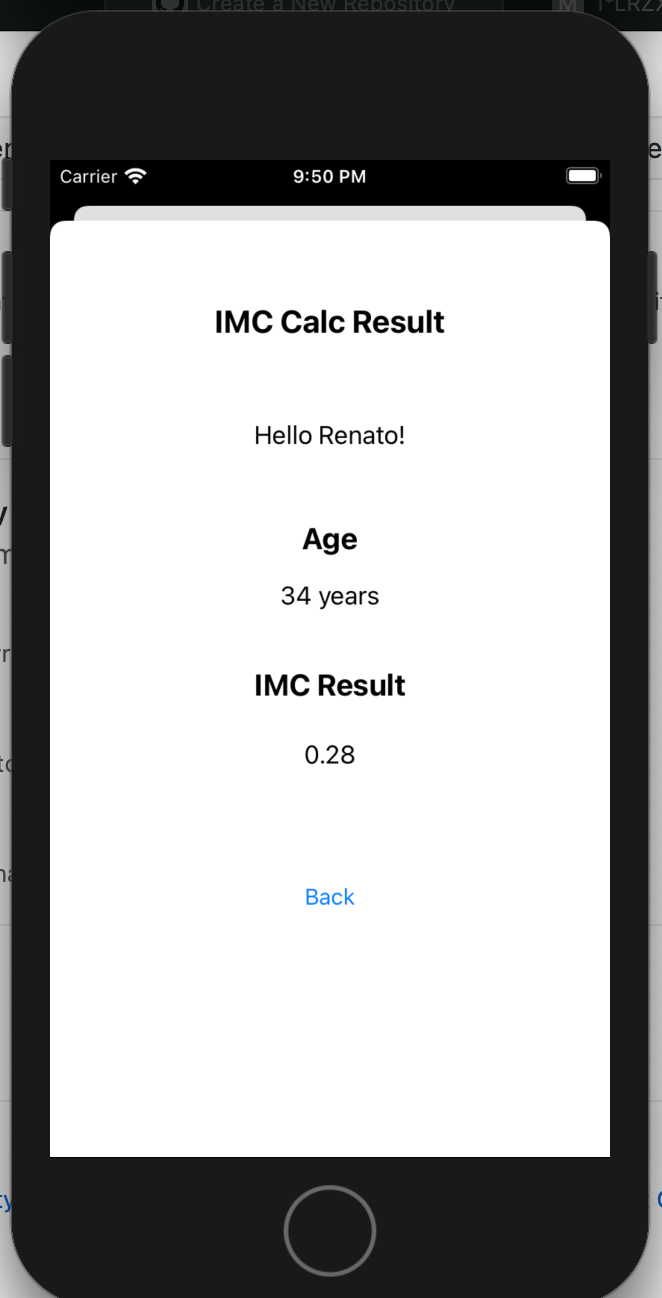 Create a New Repository
M
Carrier
9:50 PM
IMC Calc Result
Hello Renato!
Age
34 years
IMC Result
0.28
Back